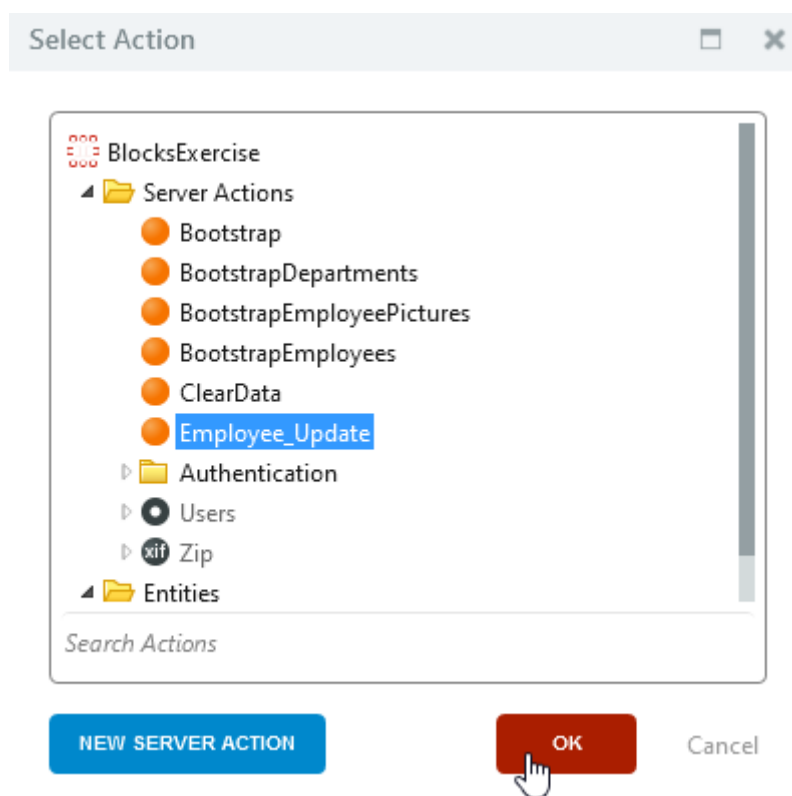 Select Action
BlocksExercise
Server Actions
Bootstrap
BootstrapDepartments
BootstrapEmployeePictures
BootstrapEmployees
ClearData
Employee_Update
Authentication
Users
xif Zip
Entities
Search Actions
NEW SERVER ACTION OK Cancel